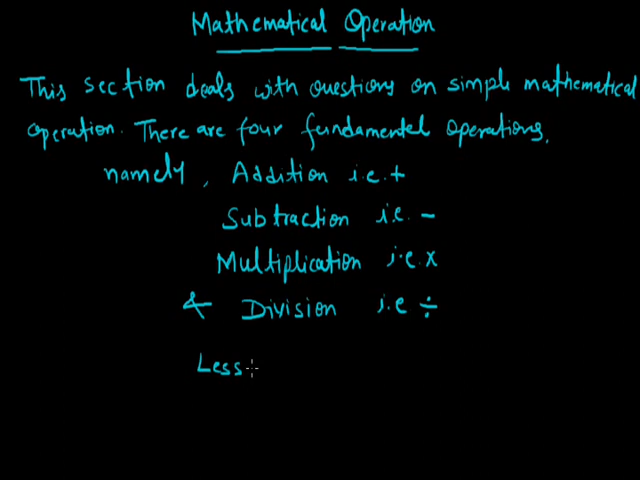 Mathematical Operation
This section deals with questions on simple mathematical
operation. There are four fundamental operations,
namely, Addition i.e. +
Subtraction i.e. -
Multiplication i.e. x
& Division i.e ÷
Less